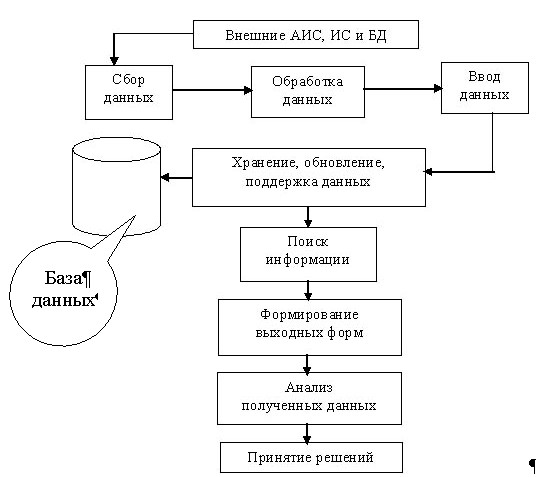 Внешние АИС, ИС и БД
Сбор
данных
Обработка
данных
Ввод
данных
Хранение, обновление,
поддержка данных
База¶
данных
Поиск
информации
Формирование
выходных форм
Анализ
полученных данных
Принятие решений
¶